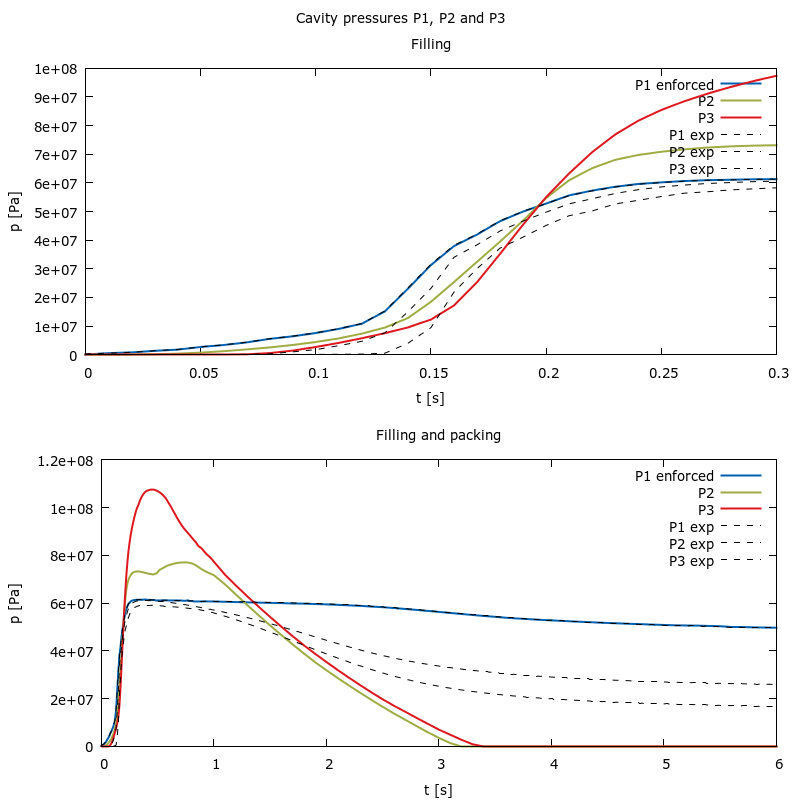 Cavity pressures P1, P2 and P3
Filling
1e+08
9e+07
8e+07
7e+07
6e+07
5e+07
4e+07
3e+07
2e+07
1e+07
0
p [Pa]
P1 enforced
P2
P3
P1 exp
P2 exp
P3 exp
0 0.05 0.1 0.15 0.2 0.25 0.3
t [s]
Filling and packing
1.2e+08
1e+08
8e+07
6e+07
4e+07
2e+07
0
p [Pa]
P1 enforced
P2
P3
P1 exp
P2 exp
P3 exp
0 1 2 3 4 5 6
t [s]